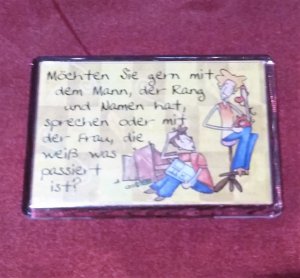 Möchten Sie gern mit
dem Mann, der Rang
und Namen hat,
sprechen oder mit
der Frau, die
weiß was
passiert
ist?